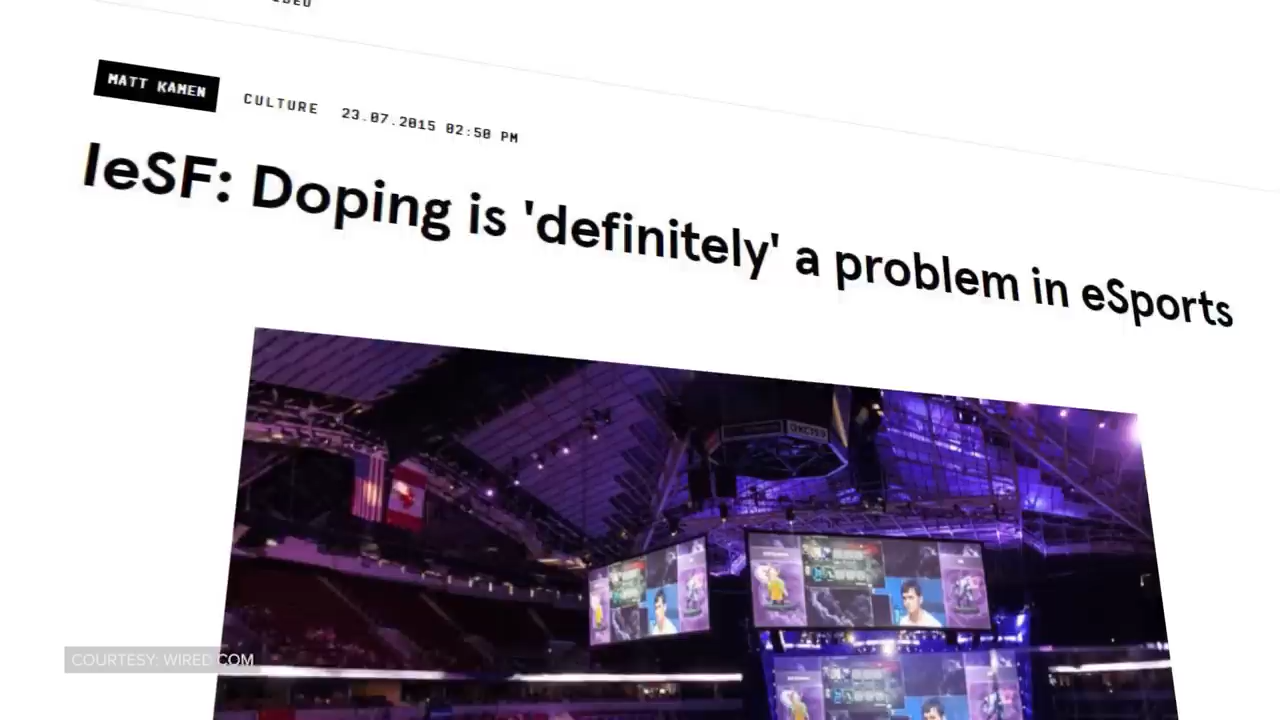 MATT KAMEN
CULTURE 23.07.2015 02:50 PM
IeSF: Doping is 'definitely' a problem in eSports
COURTESY: WIRED.COM